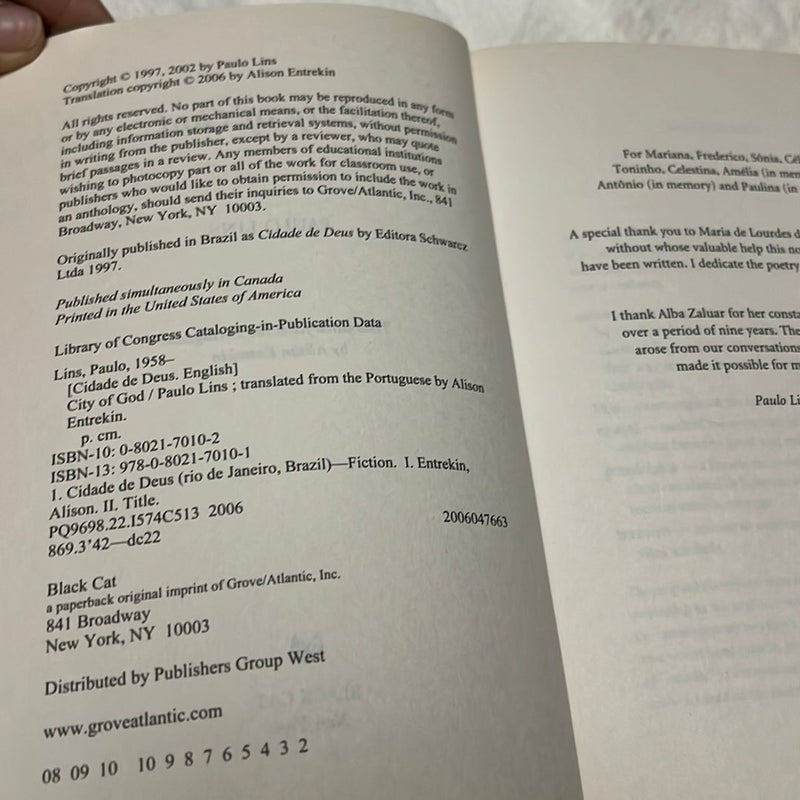 Copyright © 1997, 2002 by Paulo Lins
Translation copyright © 2006 by Alison Entrekin
All rights reserved. No part of this book may be reproduced in any form
or by any electronic or mechanical means, or the facilitation thereof,
including information storage and retrieval systems, without permission
in writing from the publisher, except by a reviewer, who may quote
brief passages in a review. Any members of educational institutions
wishing to photocopy part or all of the work for classroom use, or
publishers who would like to obtain permission to include the work in
an anthology, should send their inquiries to Grove/Atlantic, Inc., 841
Broadway, New York, NY 10003.
Originally published in Brazil as Cidade de Deus by Editora Schwarcz
Ltda 1997.
Published simultaneously in Canada
Printed in the United States of America
Library of Congress Cataloging-in-Publication Data
Lins, Paulo, 1958–
[Cidade de Deus. English]
City of God / Paulo Lins ; translated from the Portuguese by Alison
Entrekin.
p. cm.
ISBN-10: 0-8021-7010-2
ISBN-13: 978-0-8021-7010-1
1. Cidade de Deus (rio de Janeiro, Brazil)—Fiction. I. Entrekin,
Alison. II. Title.
PQ9698.22.I574C513 2006
869.3'42—dc22 2006047663
Black Cat
a paperback original imprint of Grove/Atlantic, Inc.
841 Broadway
New York, NY 10003
Distributed by Publishers Group West
www.groveatlantic.com
08 09 10 10 9 8 7 6 5 4 3 2
For Mariana, Frederico, Sônia, Cél
Toninho, Celestina, Amélia (in mem
Antônio (in memory) and Paulina (in
A special thank you to Maria de Lourdes d
without whose valuable help this no
have been written. I dedicate the poetry
I thank Alba Zaluar for her consta
over a period of nine years. The
arose from our conversations
made it possible for m
Paulo Li